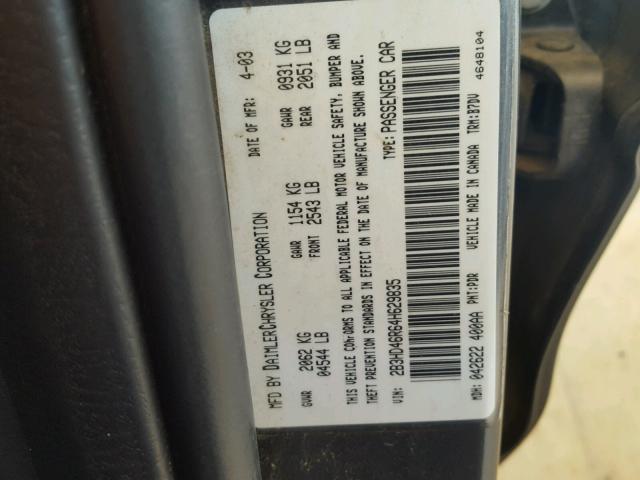 MFD BY DAIMLERCHRYSLER CORPORATION DATE OF MFR: 4-03
GVWR 2062 KG 04544 LB GAWR FRONT 1154 KG 2543 LB GAWR REAR 0931 KG 2051 LB
THIS VEHICLE CONFORMS TO ALL APPLICABLE FEDERAL MOTOR VEHICLE SAFETY, BUMPER AND
THEFT PREVENTION STANDARDS IN EFFECT ON THE DATE OF MANUFACTURE SHOWN ABOVE.
VIN: 2B3HD46R64H629835 TYPE: PASSENGER CAR
MDH: 042622 400AA PNT:PDR VEHICLE MADE IN CANADA TRM:B7DV
4648104